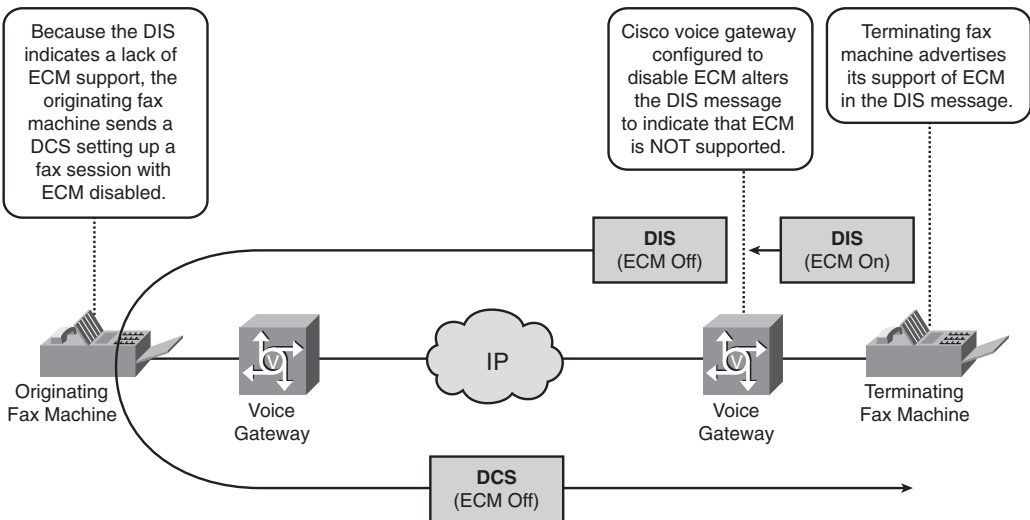 Because the DIS
indicates a lack of
ECM support, the
originating fax
machine sends a
DCS setting up a
fax session with
ECM disabled.
Cisco voice gateway
configured to
disable ECM alters
the DIS message
to indicate that ECM
is NOT supported.
Terminating fax
machine advertises
its support of ECM
in the DIS message.
DIS
(ECM Off)
DIS
(ECM On)
Originating
Fax Machine
V
Voice
Gateway
IP
V
Voice
Gateway
Terminating
Fax Machine
DCS
(ECM Off)